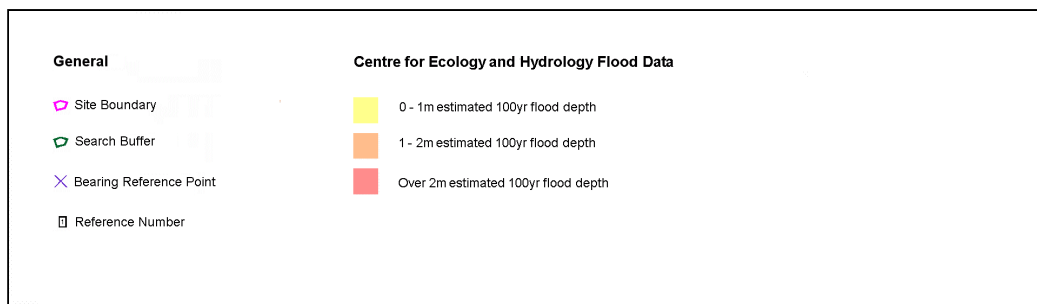 General
Site Boundary
Search Buffer
Bearing Reference Point
Reference Number
Centre for Ecology and Hydrology Flood Data
0 - 1m estimated 100yr flood depth
1 - 2m estimated 100yr flood depth
Over 2m estimated 100yr flood depth